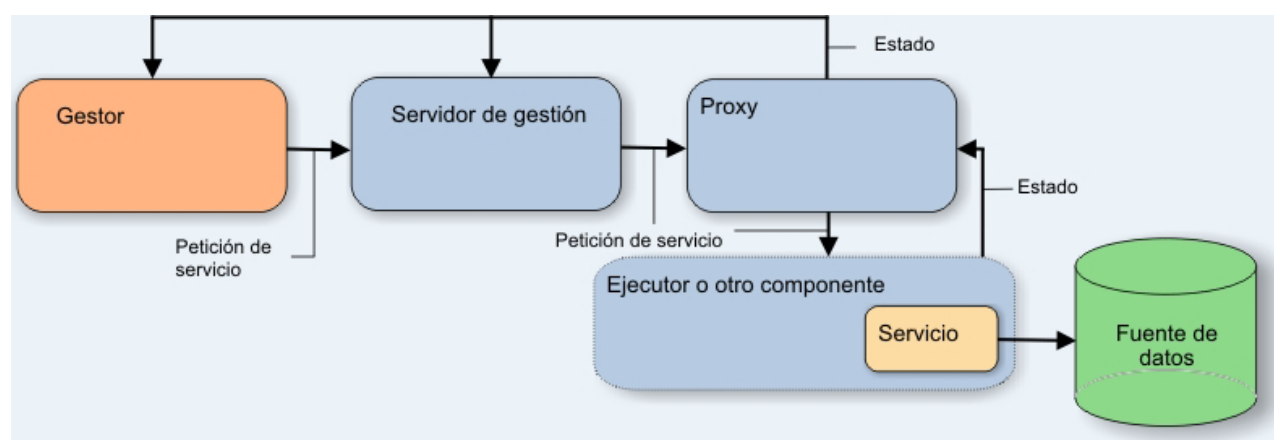 Estado
Gestor
Servidor de gestión
Proxy
Estado
Petición de
servicio
Petición de servicio
Ejecutor o otro componente
Servicio
Fuente de
datos